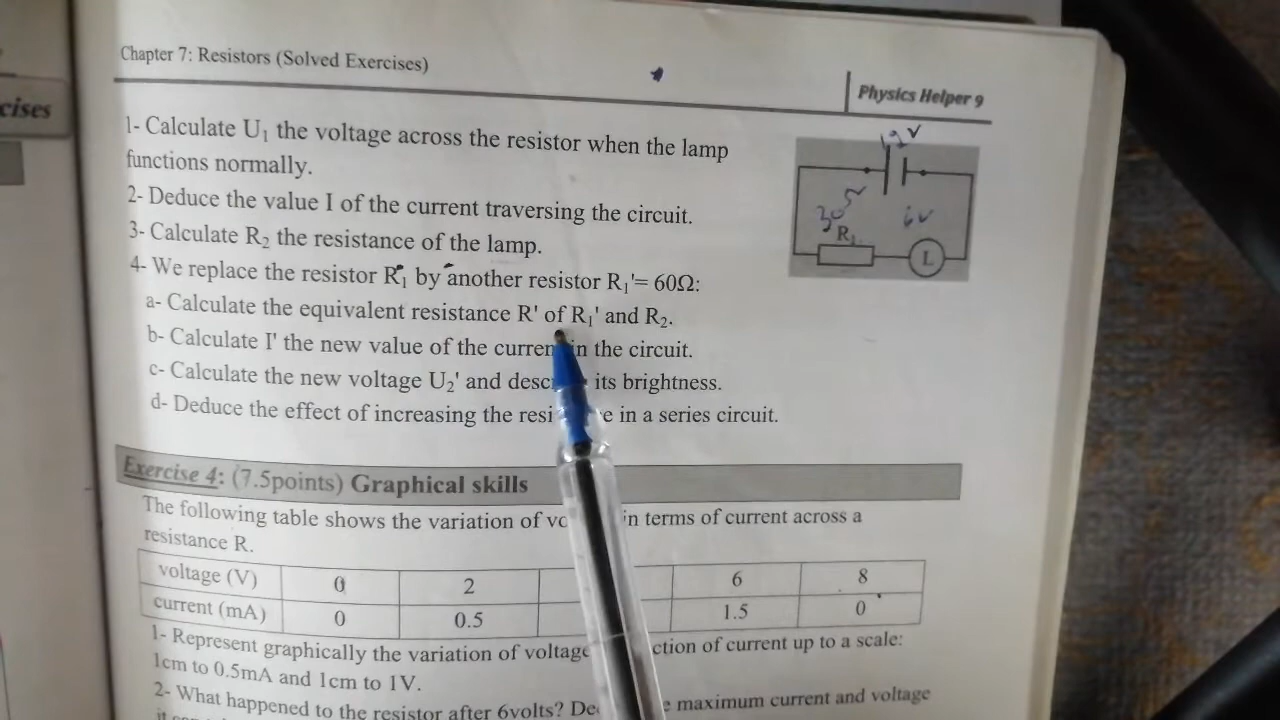 Chapter 7: Resistors (Solved Exercises)
Physics Helper 9
cises
1- Calculate U₁ the voltage across the resistor when the lamp
functions normally.
2- Deduce the value I of the current traversing the circuit.
3- Calculate R₂ the resistance of the lamp.
4- We replace the resistor R₁ by another resistor R₁'= 60Ω:
a- Calculate the equivalent resistance R' of R₁' and R₂.
b- Calculate I' the new value of the curren in the circuit.
c- Calculate the new voltage U₂' and desc its brightness.
d- Deduce the effect of increasing the resi e in a series circuit.
6v
R₁
L
Exercise 4: (7.5points) Graphical skills
The following table shows the variation of vo in terms of current across a
resistance R.
voltage (V) 0 2 6 8
current (mA) 0 0.5 1.5 0
1- Represent graphically the variation of voltage ction of current up to a scale:
1cm to 0.5mA and 1cm to 1V.
2- What happened to the resistor after 6volts? De e maximum current and voltage